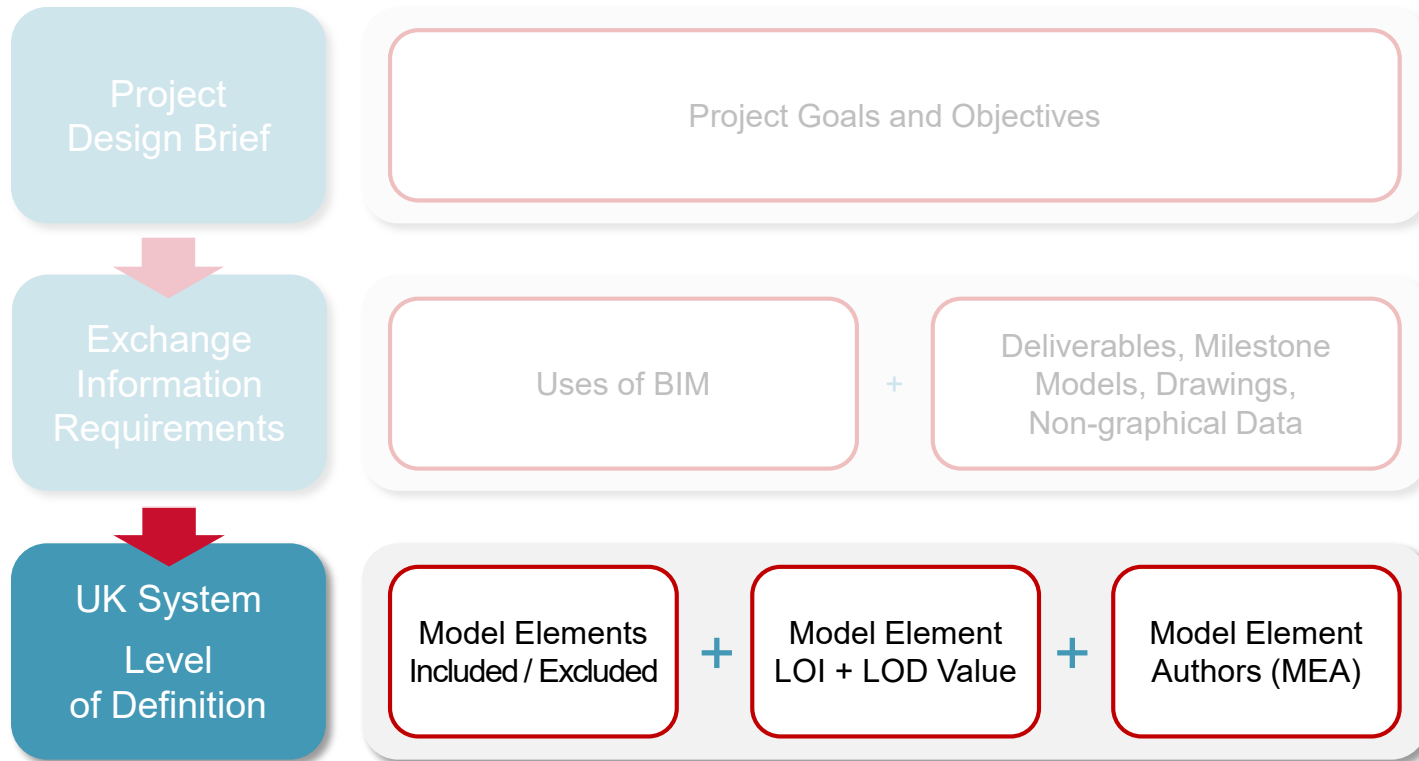 Project
Design Brief
Project Goals and Objectives
Exchange
Information
Requirements
Uses of BIM
+
Deliverables, Milestone
Models, Drawings,
Non-graphical Data
UK System
Level
of Definition
Model Elements
Included / Excluded
+
Model Element
LOI + LOD Value
+
Model Element
Authors (MEA)